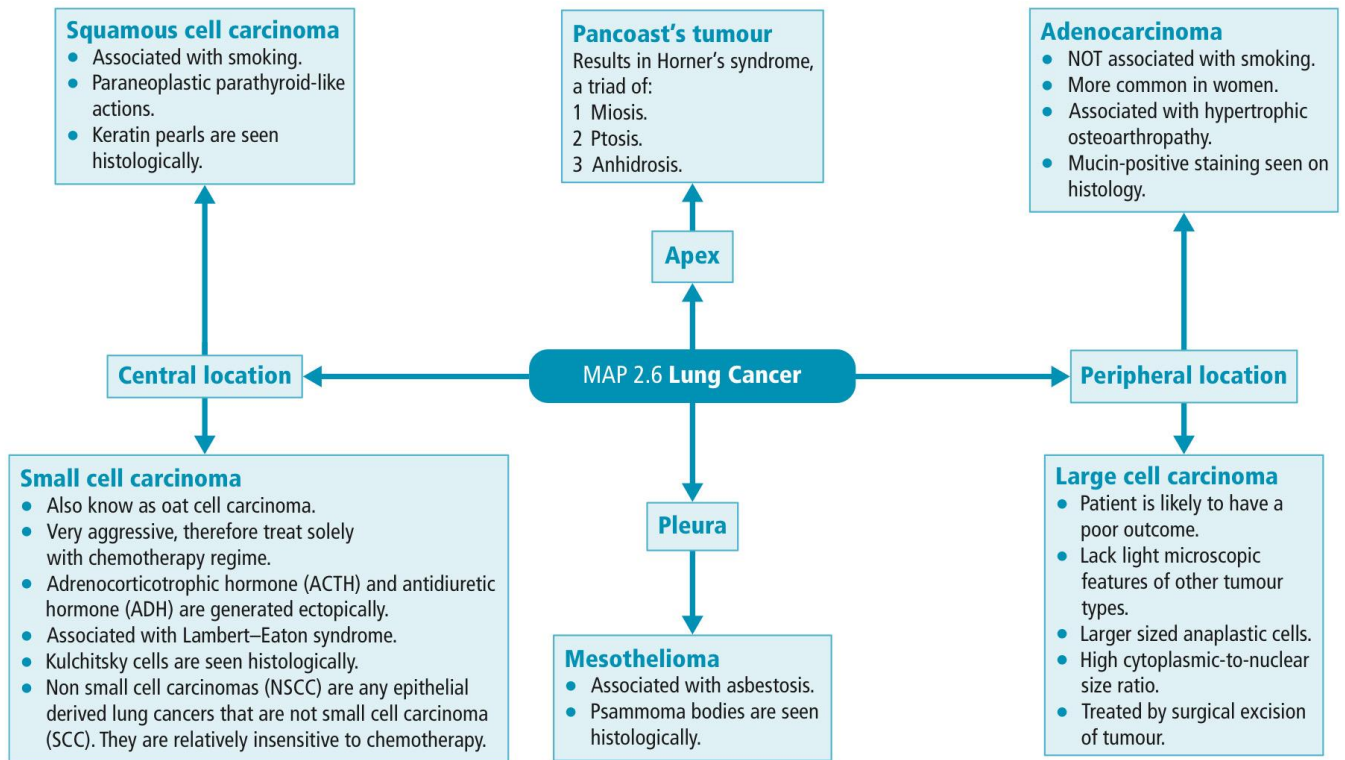 Squamous cell carcinoma
• Associated with smoking.
• Paraneoplastic parathyroid-like
actions.
• Keratin pearls are seen
histologically.
Pancoast’s tumour
Results in Horner’s syndrome,
a triad of:
1 Miosis.
2 Ptosis.
3 Anhidrosis.
Adenocarcinoma
• NOT associated with smoking.
• More common in women.
• Associated with hypertrophic
osteoarthropathy.
• Mucin-positive staining seen on
histology.
Apex
Central location
MAP 2.6 Lung Cancer
Peripheral location
Small cell carcinoma
• Also know as oat cell carcinoma.
• Very aggressive, therefore treat solely
with chemotherapy regime.
• Adrenocorticotrophic hormone (ACTH) and antidiuretic
hormone (ADH) are generated ectopically.
• Associated with Lambert–Eaton syndrome.
• Kulchitsky cells are seen histologically.
• Non small cell carcinomas (NSCC) are any epithelial
derived lung cancers that are not small cell carcinoma
(SCC). They are relatively insensitive to chemotherapy.
Pleura
Mesothelioma
• Associated with asbestosis.
• Psammoma bodies are seen
histologically.
Large cell carcinoma
• Patient is likely to have a
poor outcome.
• Lack light microscopic
features of other tumour
types.
• Larger sized anaplastic cells.
• High cytoplasmic-to-nuclear
size ratio.
• Treated by surgical excision
of tumour.